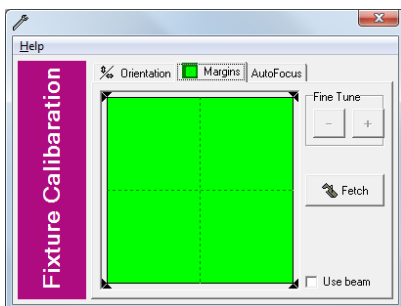 Help
Fixture Calibaration
Orientation
Margins
AutoFocus
Fine Tune
- +
Fetch
Use beam